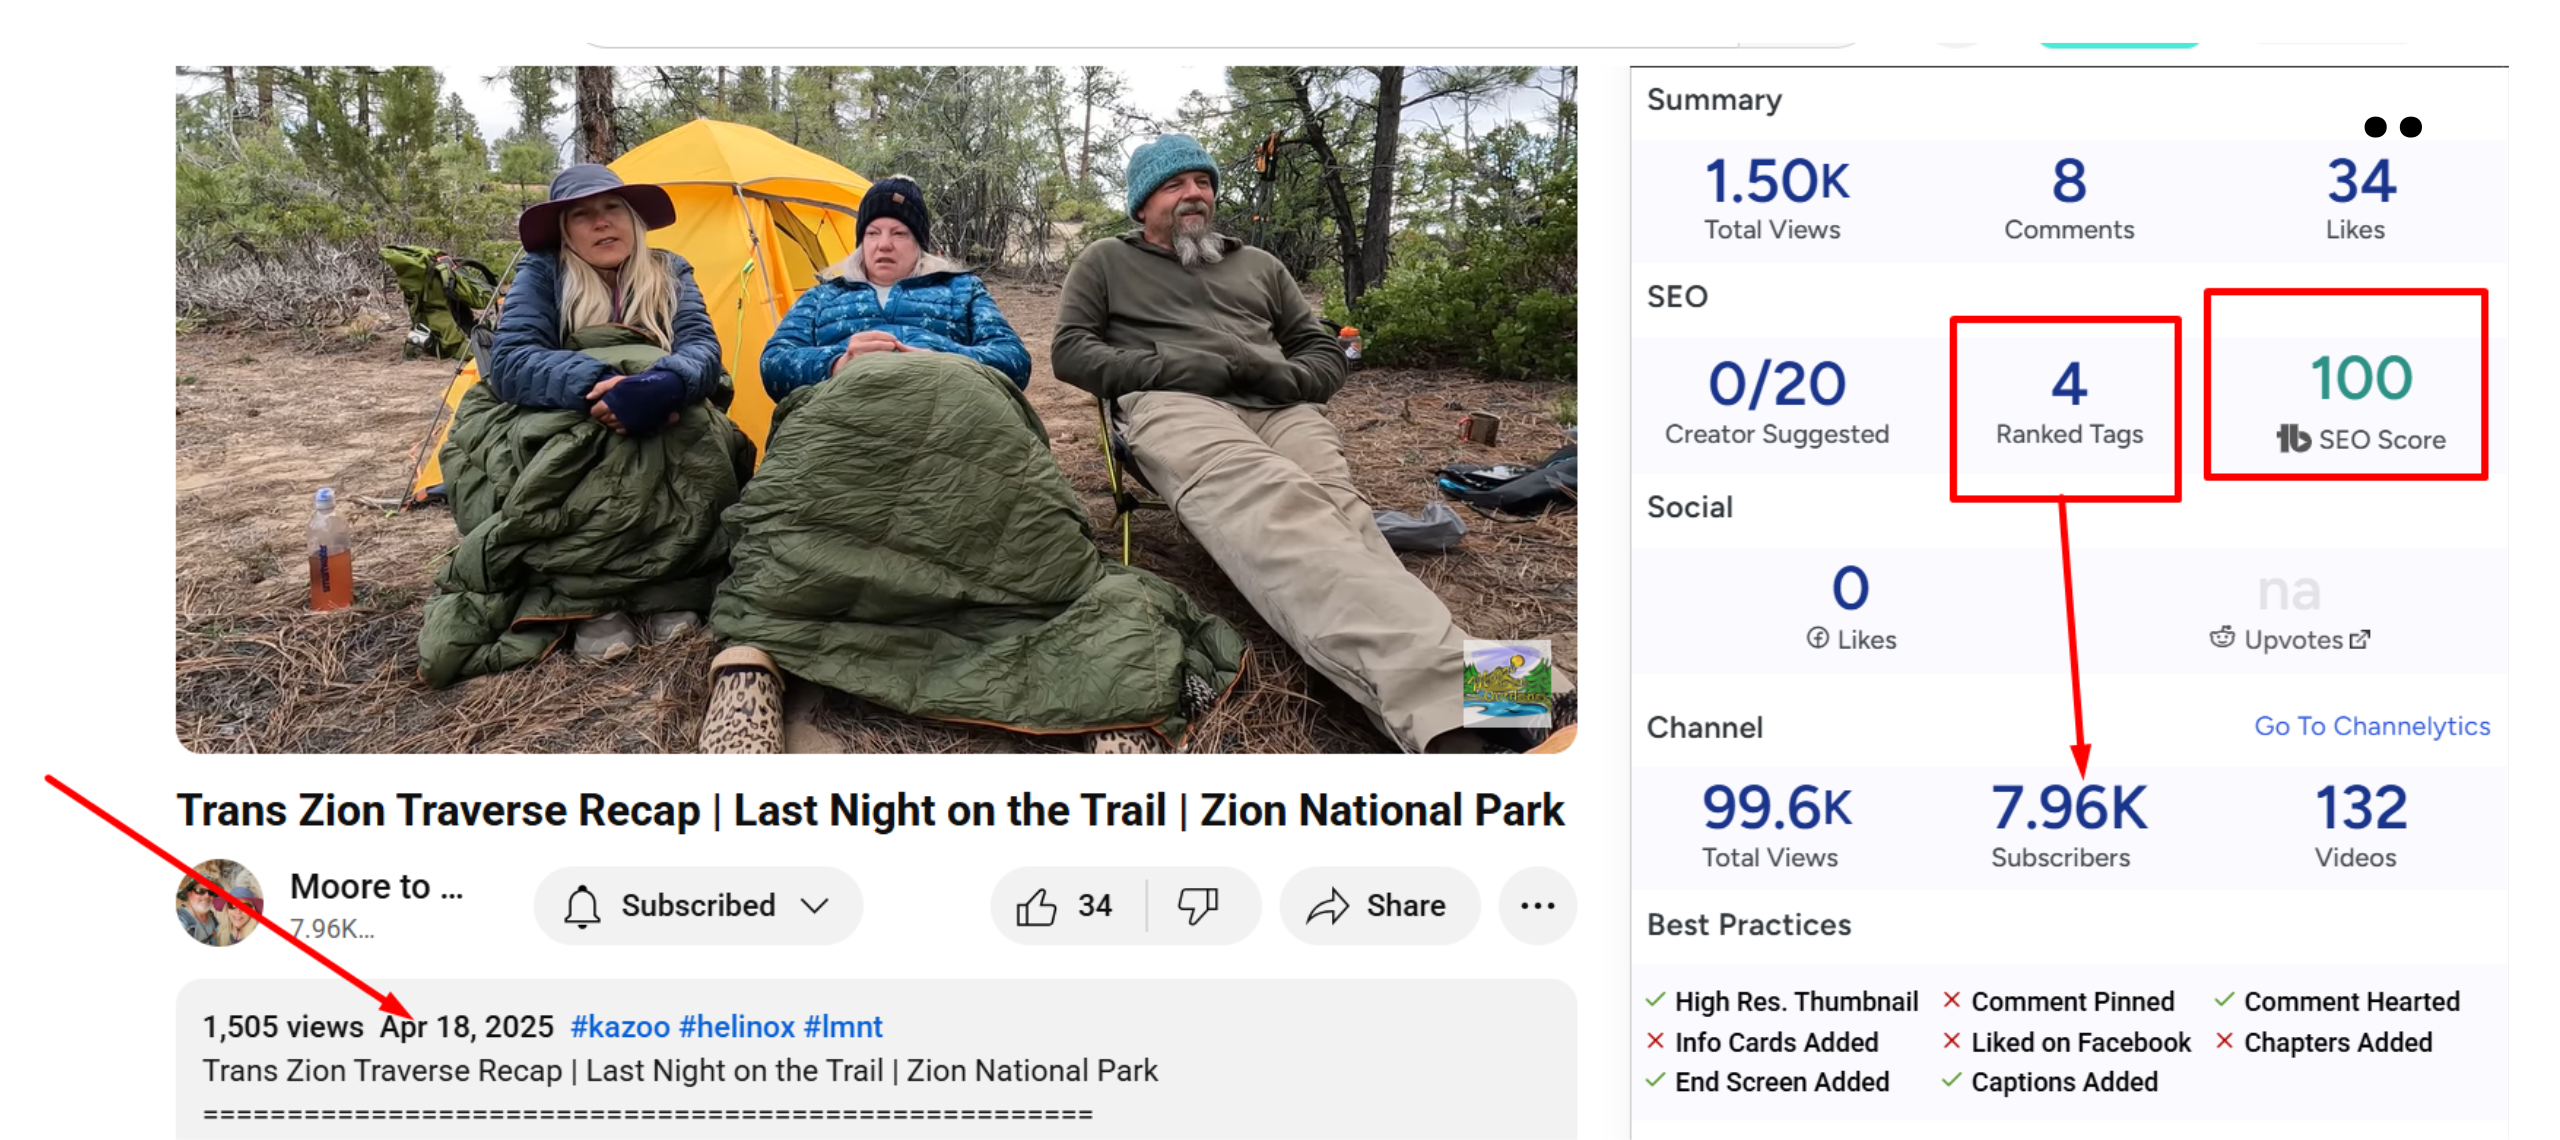 Trans Zion Traverse Recap | Last Night on the Trail | Zion National Park
Moore to ...
7.96K...
Subscribed
34
Share
1,505 views Apr 18, 2025 #kazoo #helinox #lmnt
Trans Zion Traverse Recap | Last Night on the Trail | Zion National Park
=====================================================
Summary
1.50K 8 34
Total Views Comments Likes
SEO
0/20 4 100
Creator Suggested Ranked Tags tb SEO Score
Social
0 na
Likes Upvotes
Channel Go To Channelytics
99.6K 7.96K 132
Total Views Subscribers Videos
Best Practices
High Res. Thumbnail Comment Pinned Comment Hearted
Info Cards Added Liked on Facebook Chapters Added
End Screen Added Captions Added